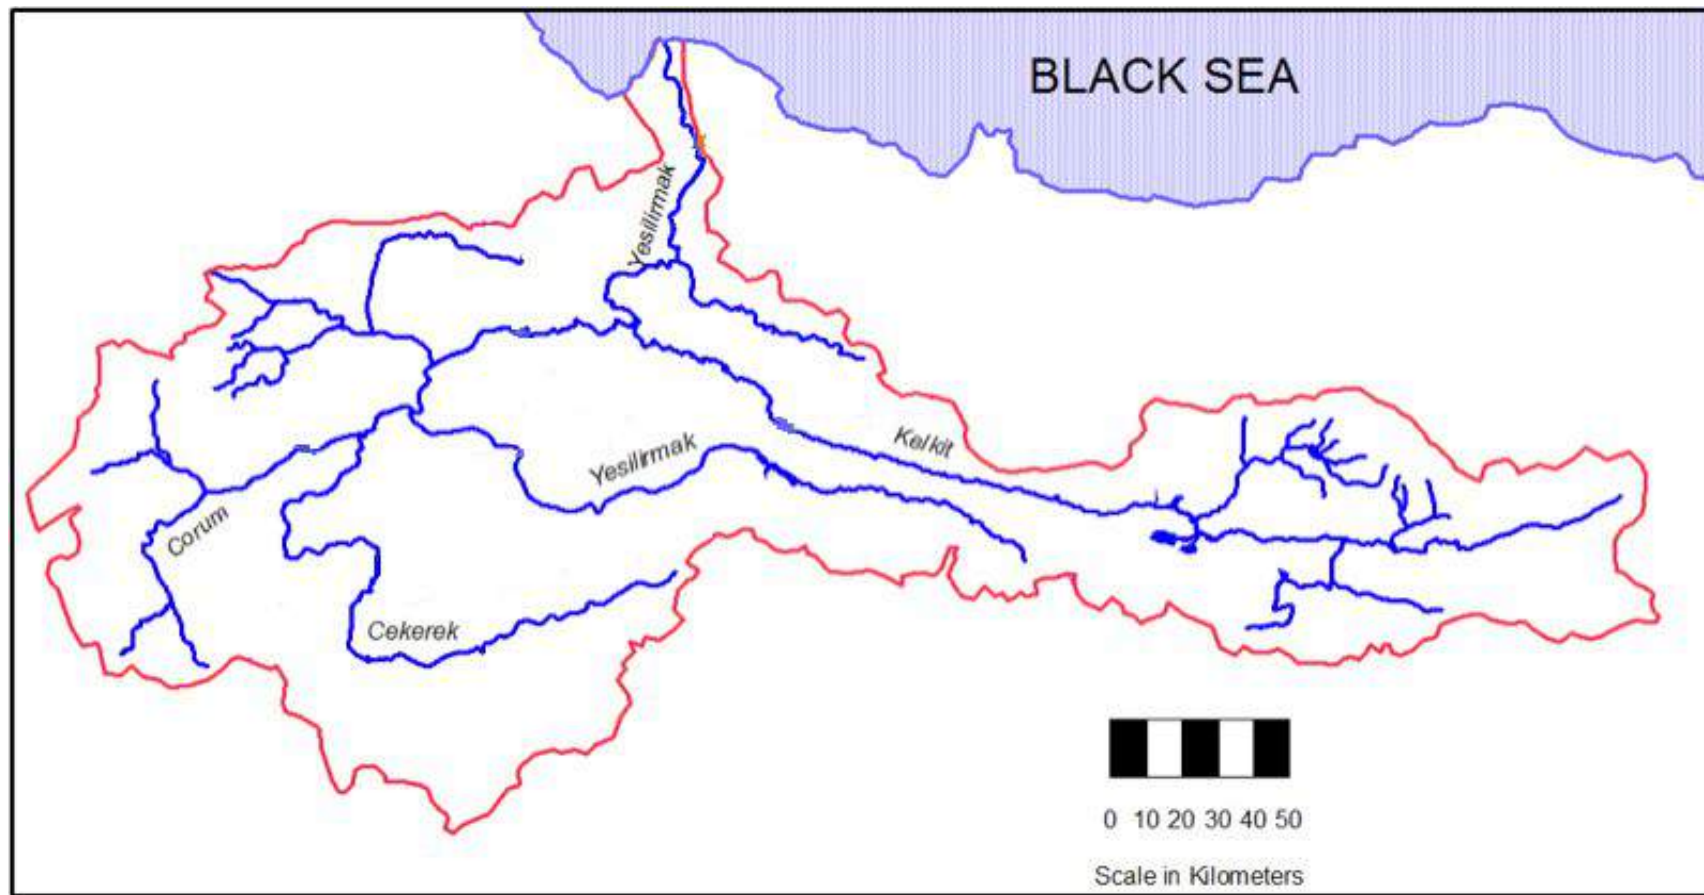 BLACK SEA
Yesilirmak
Kelkit
Yesilirmak
Corum
Cekerek
0 10 20 30 40 50
Scale in Kilometers